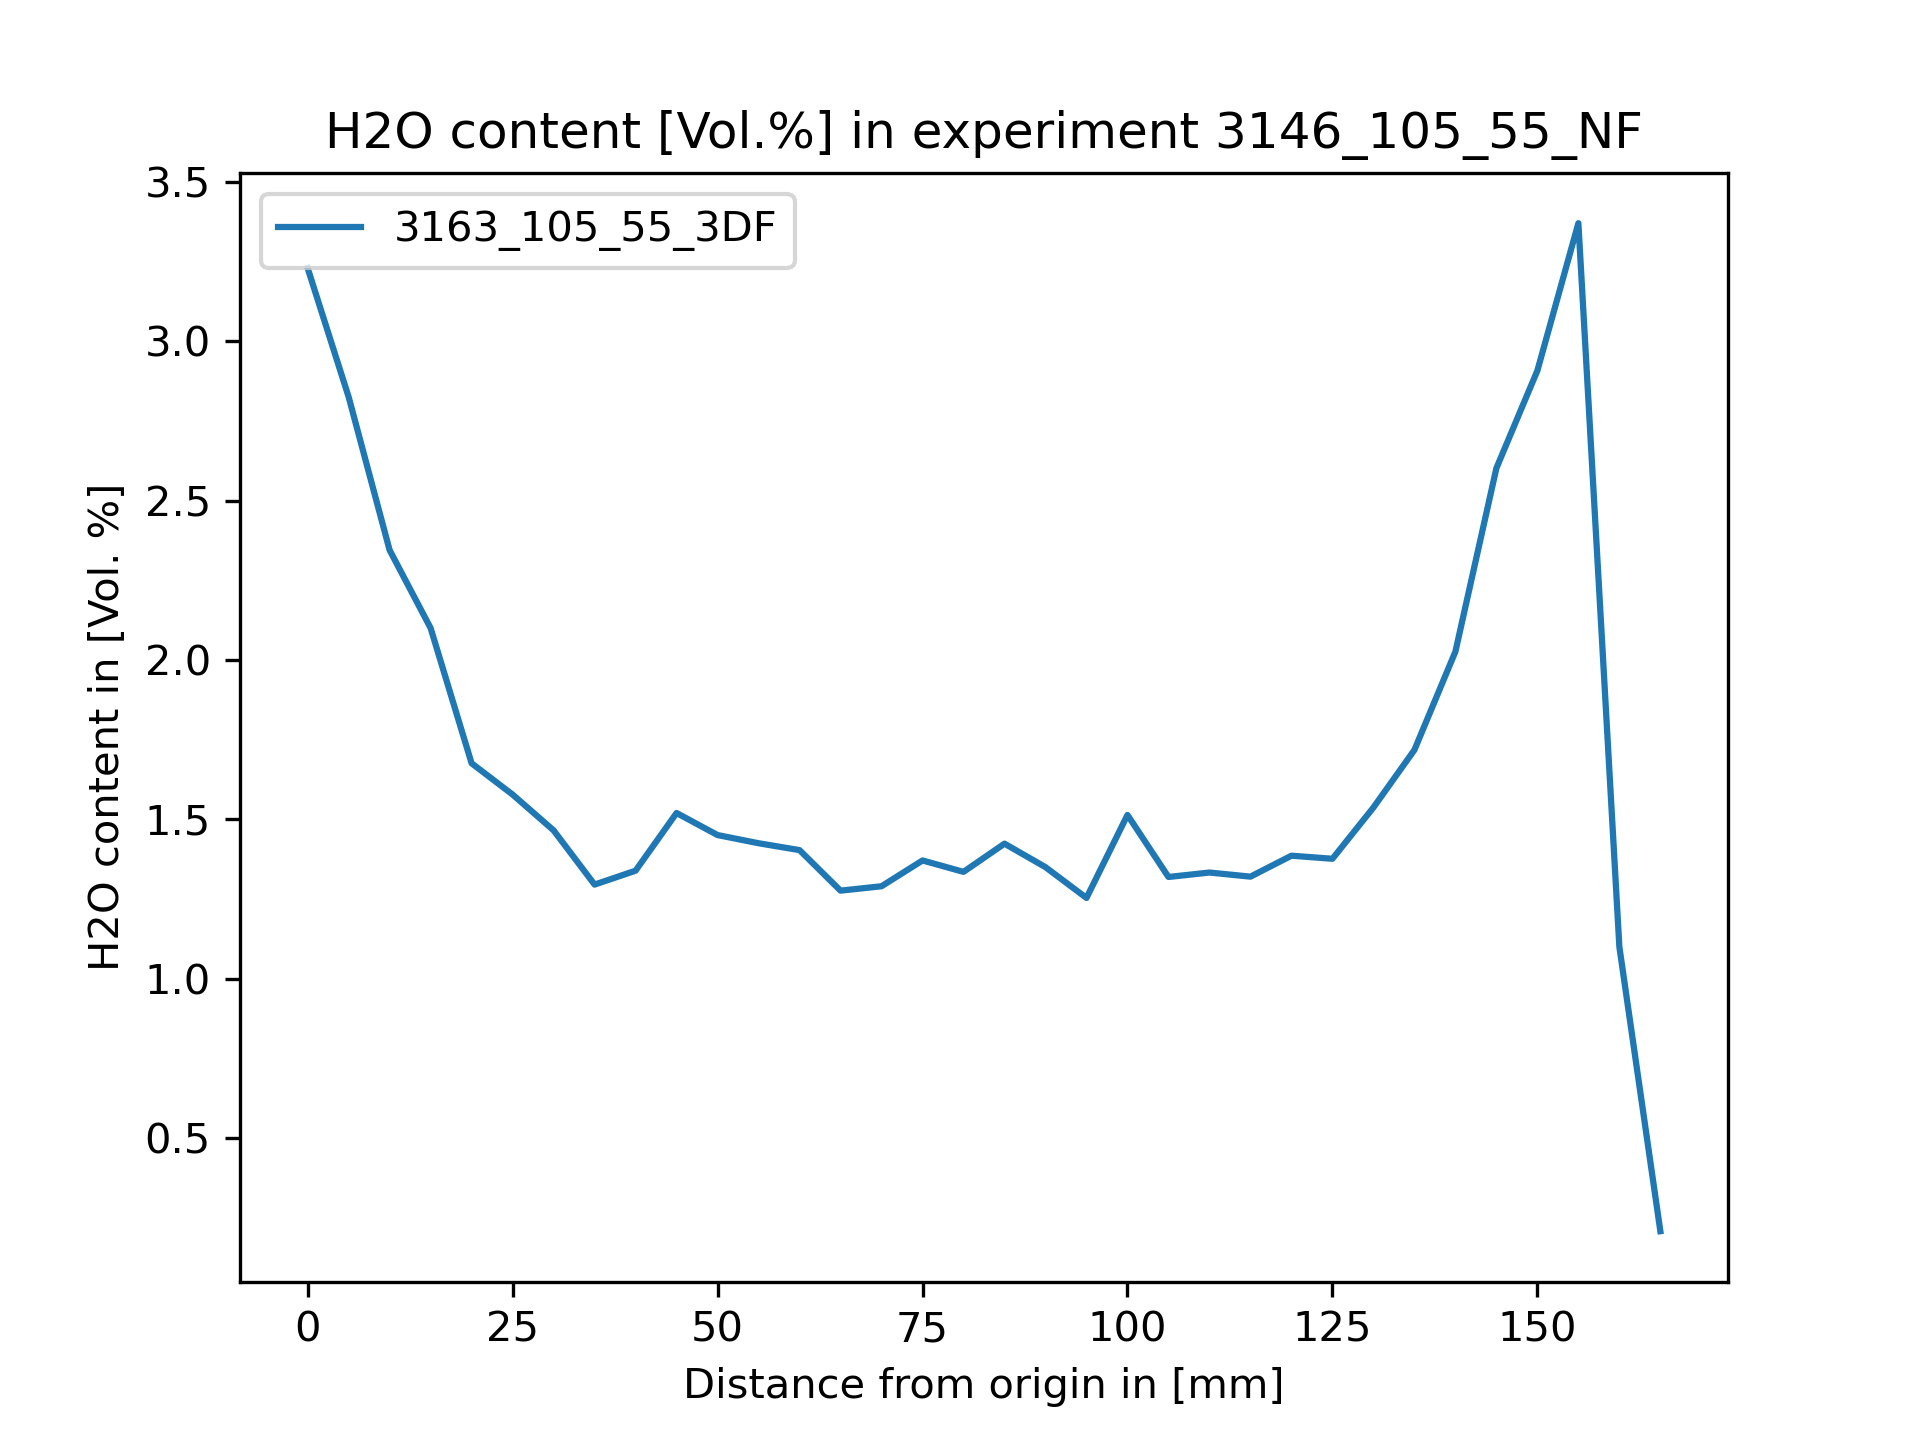 H2O content [Vol.%] in experiment 3146_105_55_NF
3163_105_55_3DF
3.5
3.0
2.5
2.0
1.5
1.0
0.5
H2O content in [Vol. %]
0 25 50 75 100 125 150
Distance from origin in [mm]